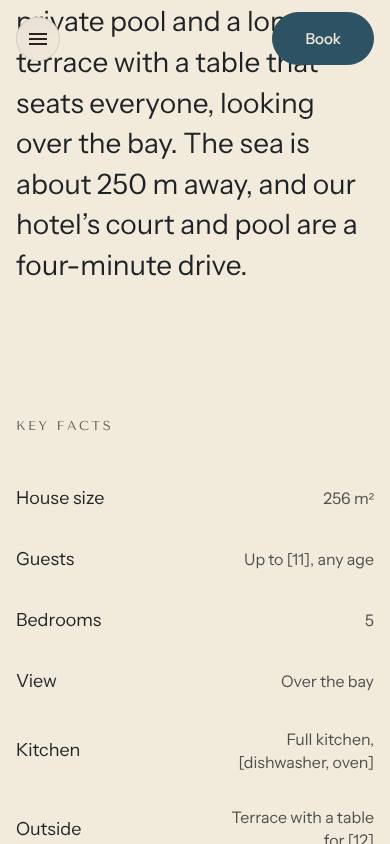 private pool and a long
Book
terrace with a table that
seats everyone, looking
over the bay. The sea is
about 250 m away, and our
hotel’s court and pool are a
four-minute drive.
KEY FACTS
House size 256 m²
Guests Up to [11], any age
Bedrooms 5
View Over the bay
Kitchen Full kitchen,
[dishwasher, oven]
Outside Terrace with a table
for [12]